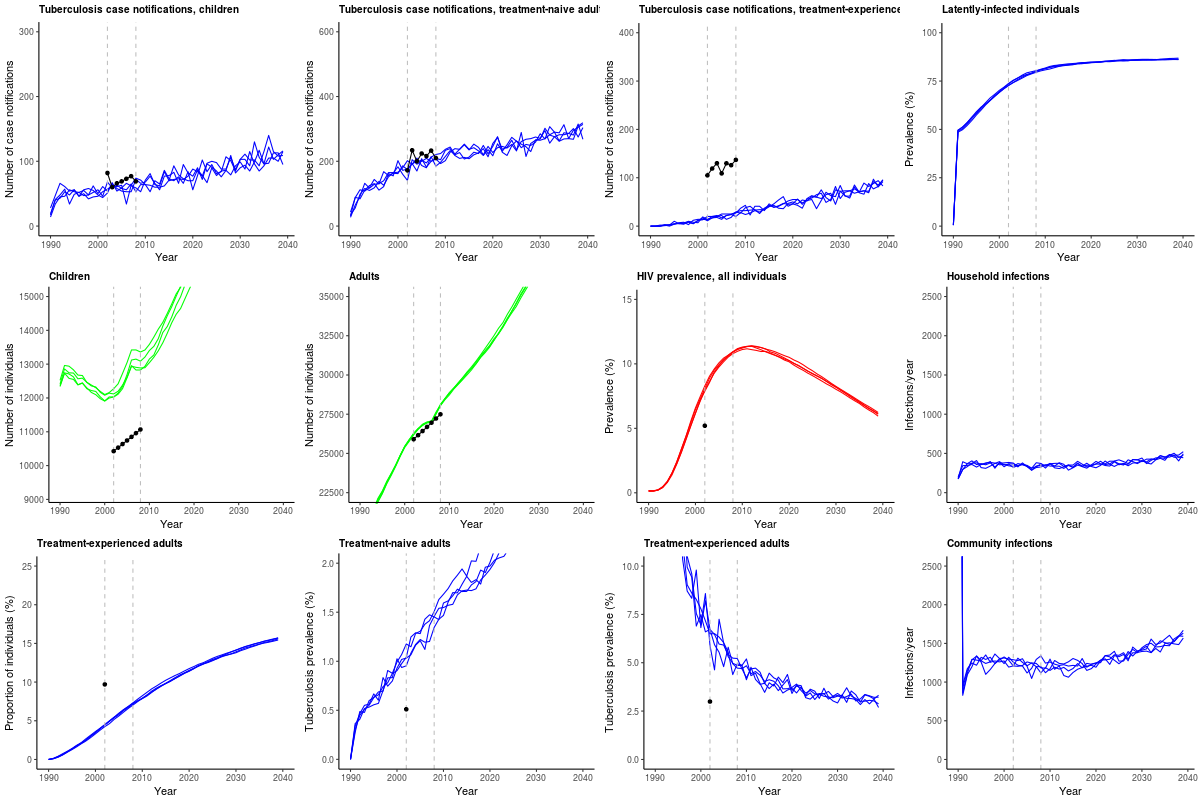 Tuberculosis case notifications, children
Number of case notifications
300
200
100
0
1990 2000 2010 2020 2030 2040
Year
Tuberculosis case notifications, treatment-naive adul
Number of case notifications
600
400
200
0
1990 2000 2010 2020 2030 2040
Year
Tuberculosis case notifications, treatment-experience
Number of case notifications
400
300
200
100
0
1990 2000 2010 2020 2030 2040
Year
Latently-infected individuals
Prevalence (%)
100
75
50
25
0
1990 2000 2010 2020 2030 2040
Year
Children
Number of individuals
15000
14000
13000
12000
11000
10000
9000
1990 2000 2010 2020 2030 2040
Year
Adults
Number of individuals
35000
32500
30000
27500
25000
22500
1990 2000 2010 2020 2030 2040
Year
HIV prevalence, all individuals
Prevalence (%)
15
10
5
0
1990 2000 2010 2020 2030 2040
Year
Household infections
Infections/year
2500
2000
1500
1000
500
0
1990 2000 2010 2020 2030 2040
Year
Treatment-experienced adults
Proportion of individuals (%)
25
20
15
10
5
0
1990 2000 2010 2020 2030 2040
Year
Treatment-naive adults
Tuberculosis prevalence (%)
2.0
1.5
1.0
0.5
0.0
1990 2000 2010 2020 2030 2040
Year
Treatment-experienced adults
Tuberculosis prevalence (%)
10.0
7.5
5.0
2.5
0.0
1990 2000 2010 2020 2030 2040
Year
Community infections
Infections/year
2500
2000
1500
1000
500
0
1990 2000 2010 2020 2030 2040
Year